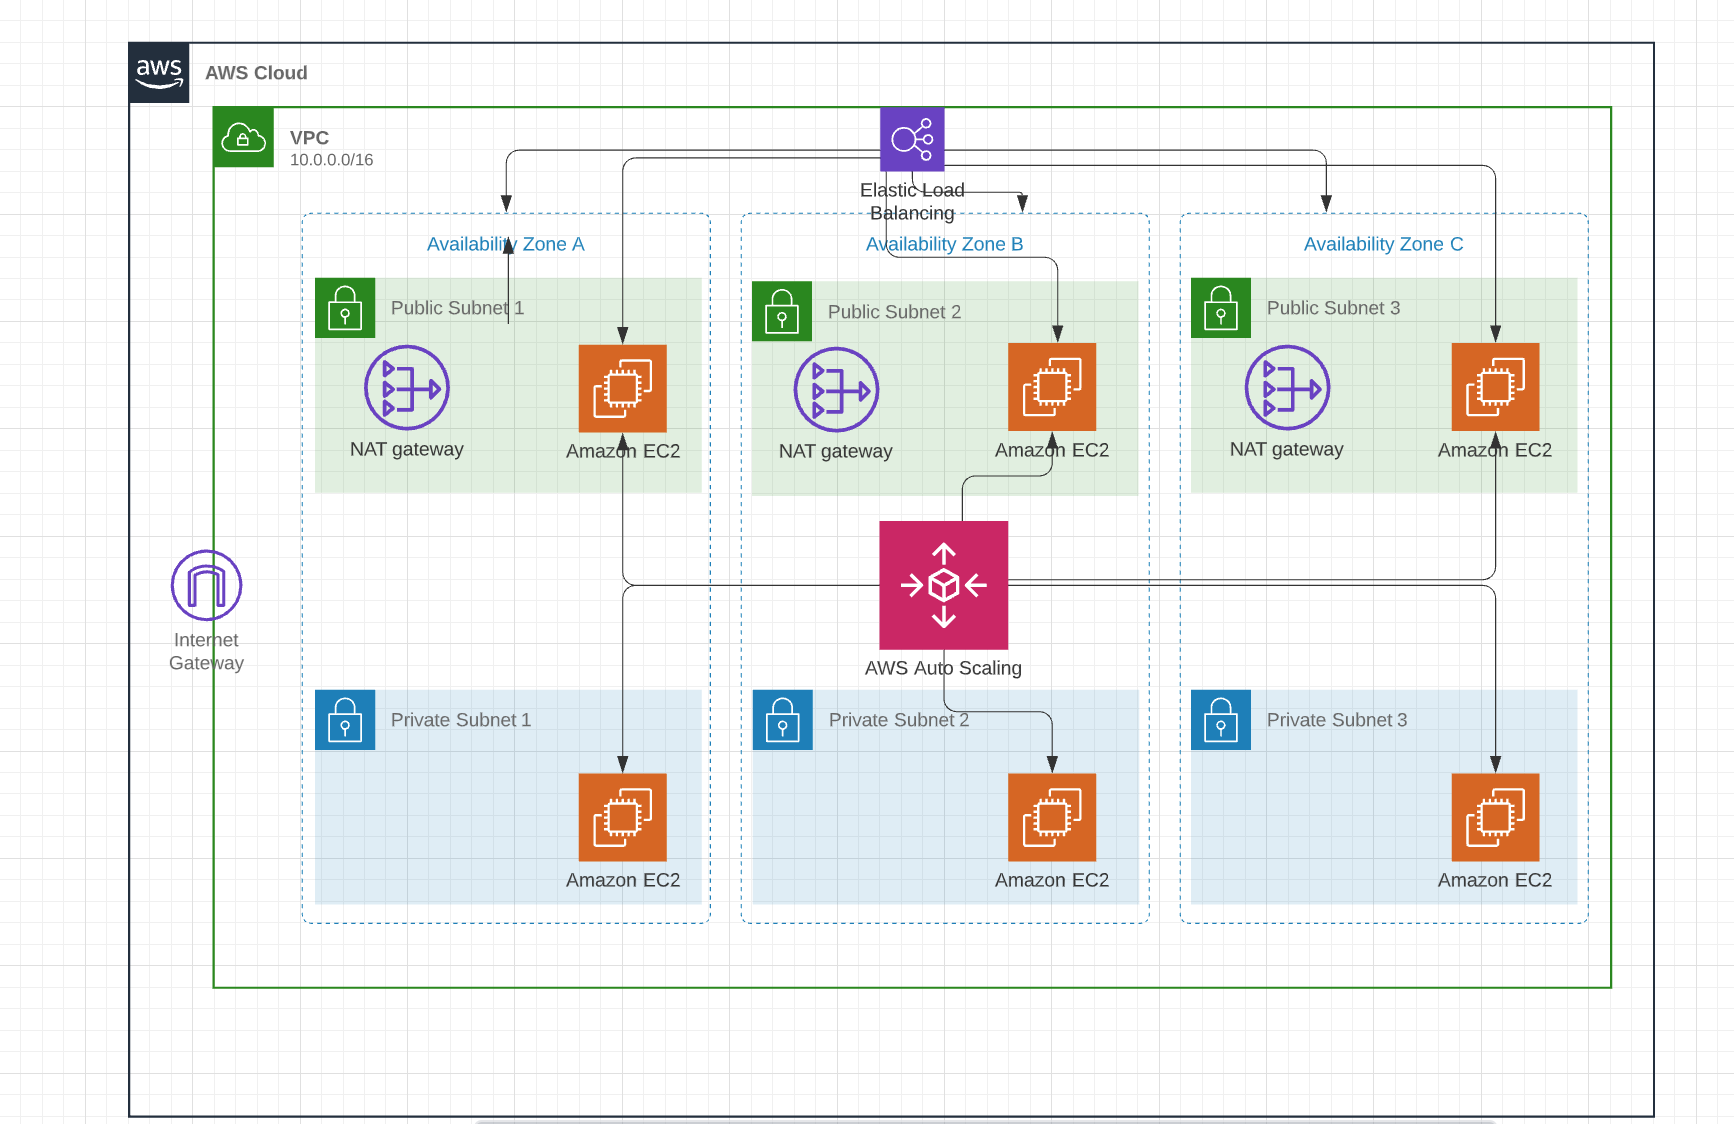 aws
AWS Cloud
VPC
10.0.0.0/16
Elastic Load
Balancing
Availability Zone A
Availability Zone B
Availability Zone C
Public Subnet 1
Public Subnet 2
Public Subnet 3
NAT gateway
Amazon EC2
NAT gateway
Amazon EC2
NAT gateway
Amazon EC2
Internet
Gateway
AWS Auto Scaling
Private Subnet 1
Private Subnet 2
Private Subnet 3
Amazon EC2
Amazon EC2
Amazon EC2